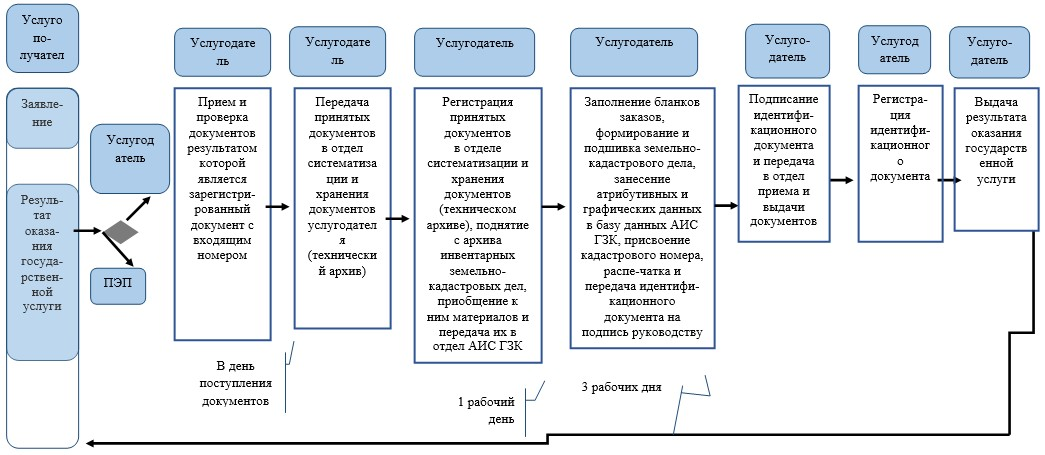 Услуго
по-
лучател
Заявле-
ние
Резуль-
тат
оказа-
ния
госуда-
рствен-
ной
услуги
Услугод
атель
ПЭП
Услугодате
ль
Прием и
проверка
документов
результатом
которой
является
зарегистри-
рованный
документ с
входящим
номером
В день
поступления
документов
Услугодате
ль
Передача
принятых
документов
в отдел
систематиза
ции и
хранения
документов
услугодател
я
(технически
й архив)
Услугодатель
Регистрация
принятых
документов
в отделе
систематизации и
хранения
документов
(техническом
архиве), поднятие
с архива
инвентарных
земельно-
кадастровых дел,
приобщение к
ним материалов и
передача их в
отдел АИС ГЗК
1 рабочий
день
Услугодатель
Заполнение бланков
заказов,
формирование и
подшивка земельно-
кадастрового дела,
занесение
атрибутивных и
графических данных
в базу данных АИС
ГЗК, присвоение
кадастрового номера,
распе-чатка и
передача идентифи-
кационного
документа на
подпись руководству
3 рабочих дня
Услуго-
датель
Подписание
идентифи-
кационного
документа
и передача
в отдел
приема и
выдачи
документов
Услугод
атель
Регистра-
ция
идентифи-
кационног
о
документа
Услуго-
датель
Выдача
результата
оказания
государств
енной
услуги